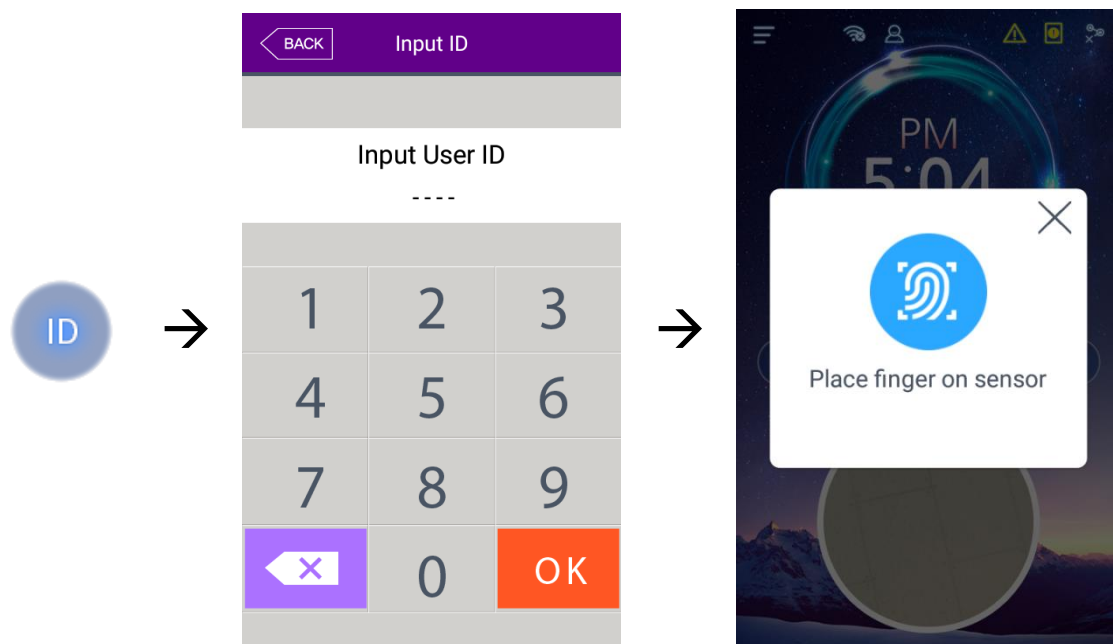 ID
BACK
Input ID
Input User ID
----
1 2 3
4 5 6
7 8 9
0 OK
PM
5:04
Place finger on sensor